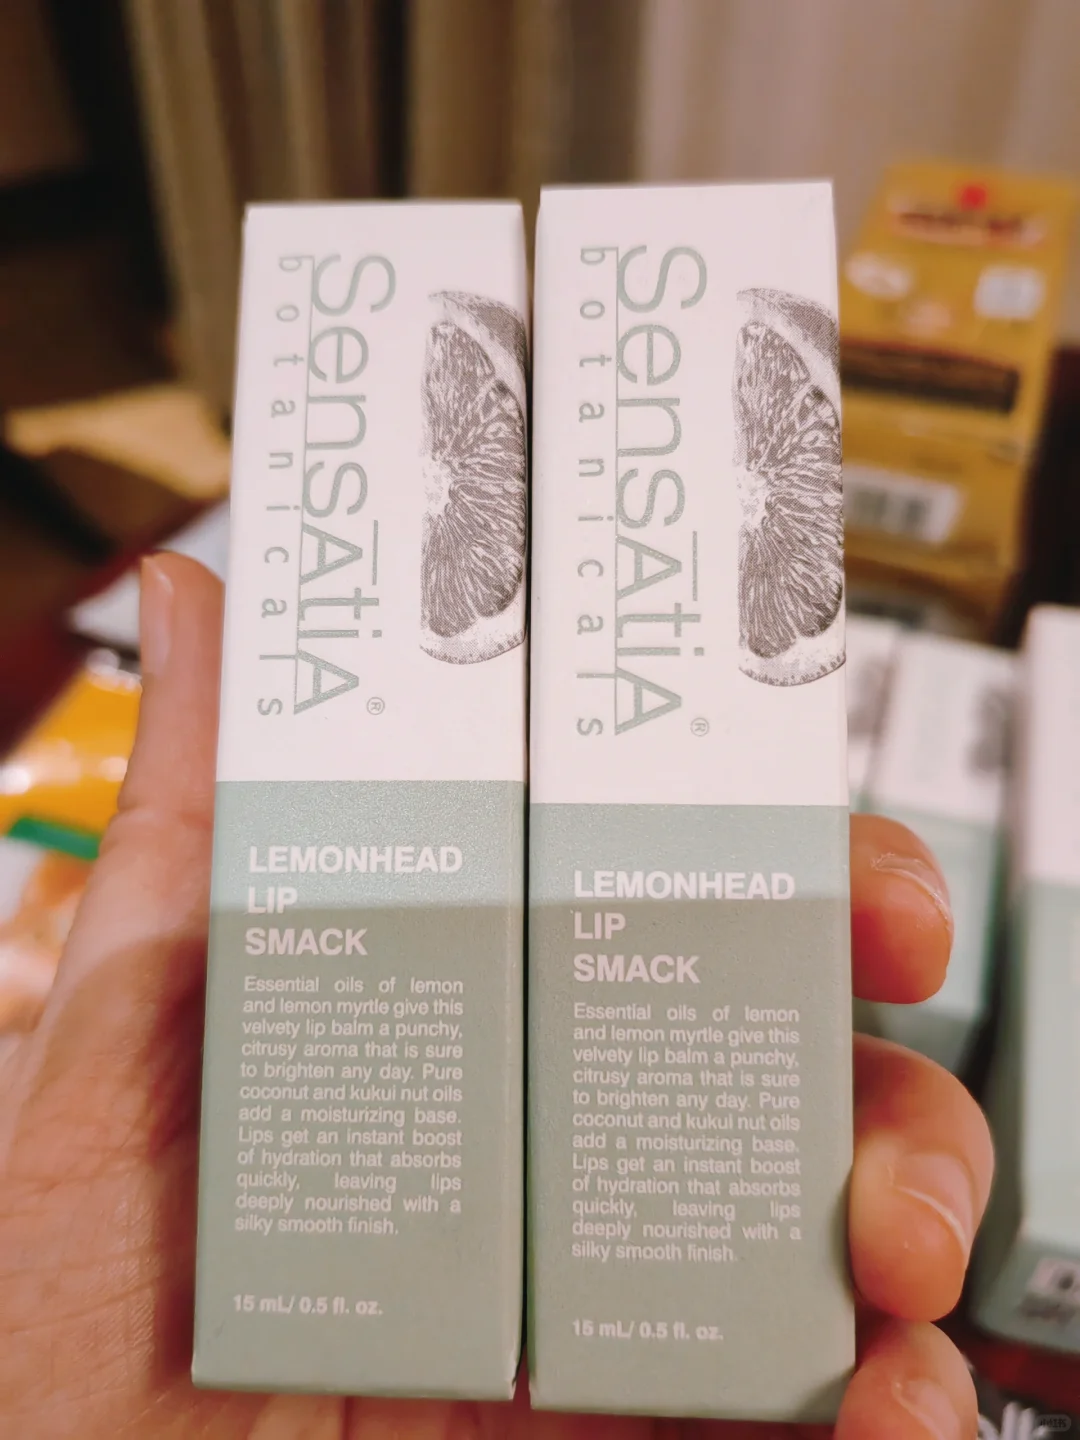 SensĀtiA®
botanicals
LEMONHEAD
LIP
SMACK
Essential oils of lemon
and lemon myrtle give this
velvety lip balm a punchy,
citrusy aroma that is sure
to brighten any day. Pure
coconut and kukui nut oils
add a moisturizing base.
Lips get an instant boost
of hydration that absorbs
quickly, leaving lips
deeply nourished with a
silky smooth finish.
15 mL/ 0.5 fl. oz.
SensĀtiA®
botanicals
LEMONHEAD
LIP
SMACK
Essential oils of lemon
and lemon myrtle give this
velvety lip balm a punchy,
citrusy aroma that is sure
to brighten any day. Pure
coconut and kukui nut oils
add a moisturizing base.
Lips get an instant boost
of hydration that absorbs
quickly, leaving lips
deeply nourished with a
silky smooth finish.
15 mL/ 0.5 fl. oz.